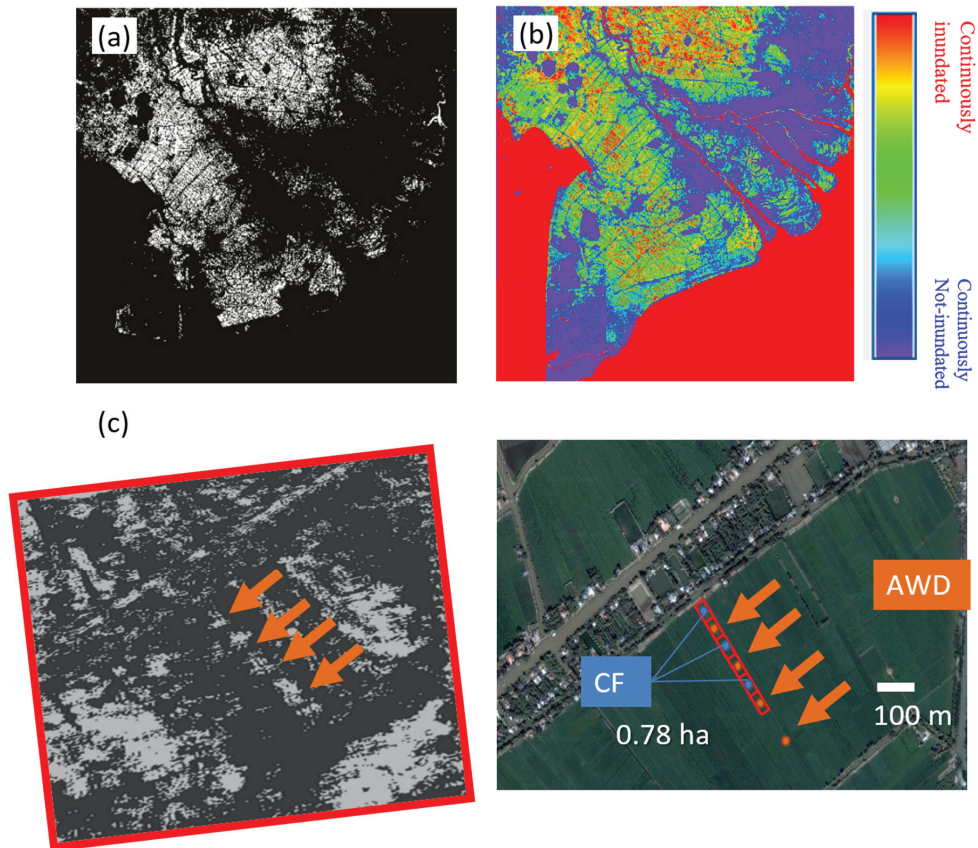 (a)
(b)
Continuously
inundated
Continuously
Not-inundated
(c)
AWD
CF
0.78 ha
100 m